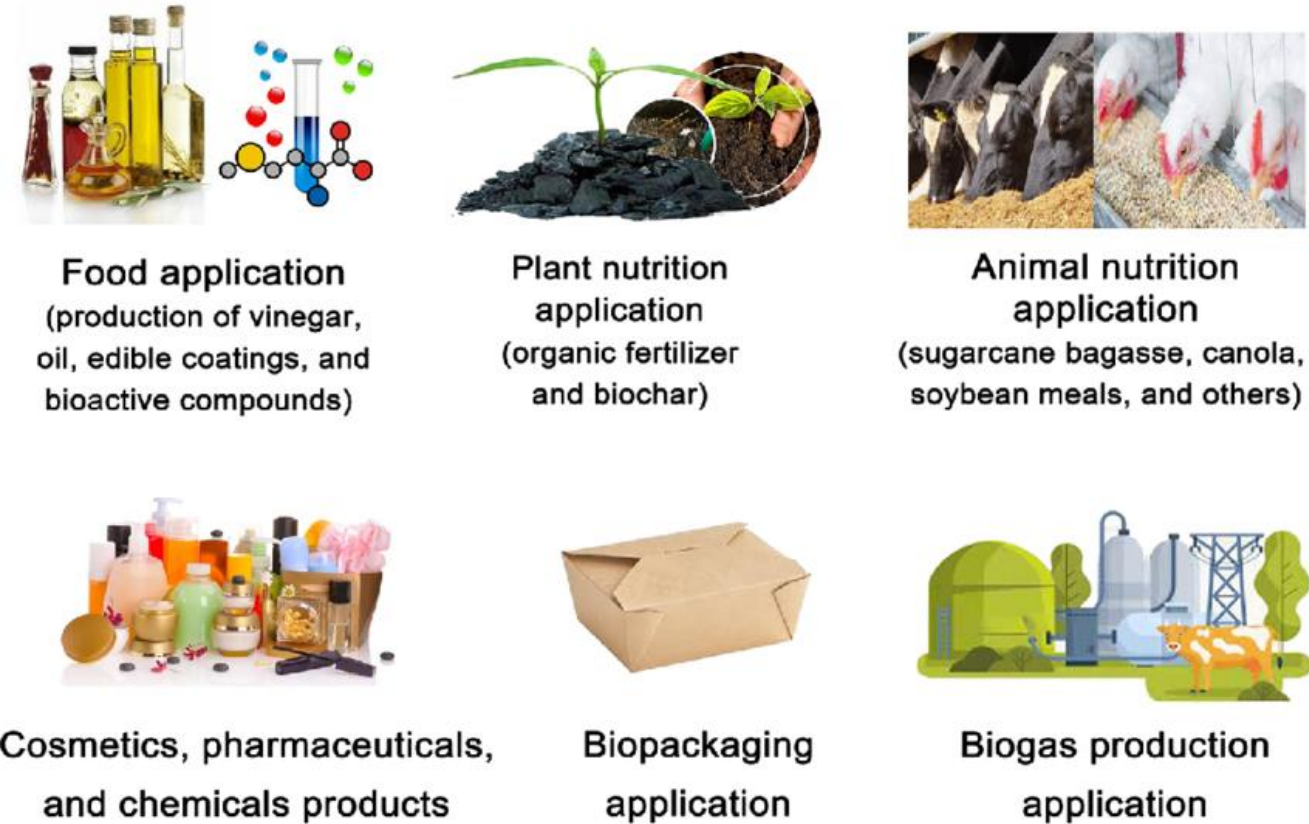 Food application
(production of vinegar,
oil, edible coatings, and
bioactive compounds)
Plant nutrition
application
(organic fertilizer
and biochar)
Animal nutrition
application
(sugarcane bagasse, canola,
soybean meals, and others)
Cosmetics, pharmaceuticals,
and chemicals products
Biopackaging
application
Biogas production
application